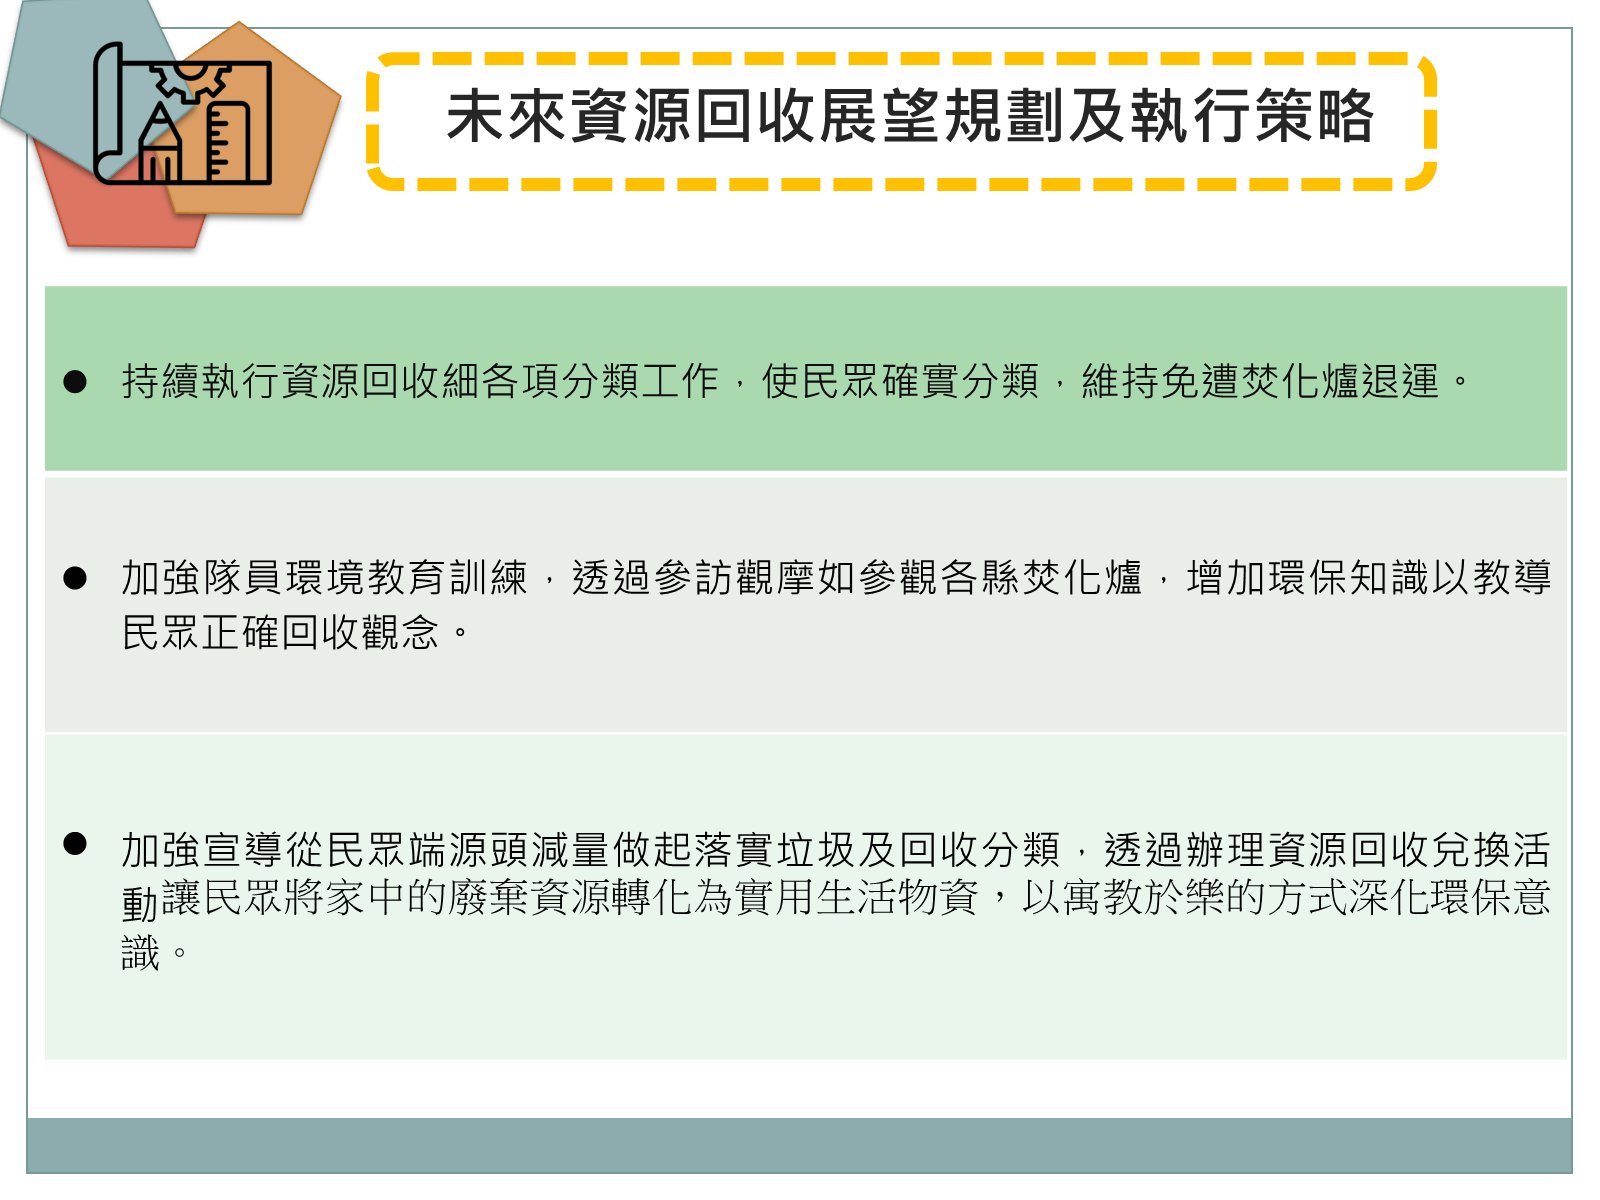 未來資源回收展望規劃及執行策略
● 持續執行資源回收細各項分類工作，使民眾確實分類，維持免遭焚化爐退運。
● 加強隊員環境教育訓練，透過參訪觀摩如參觀各縣焚化爐，增加環保知識以教導
民眾正確回收觀念。
● 加強宣導從民眾端源頭減量做起落實垃圾及回收分類，透過辦理資源回收兌換活
動讓民眾將家中的廢棄資源轉化為實用生活物資，以寓教於樂的方式深化環保意
識。